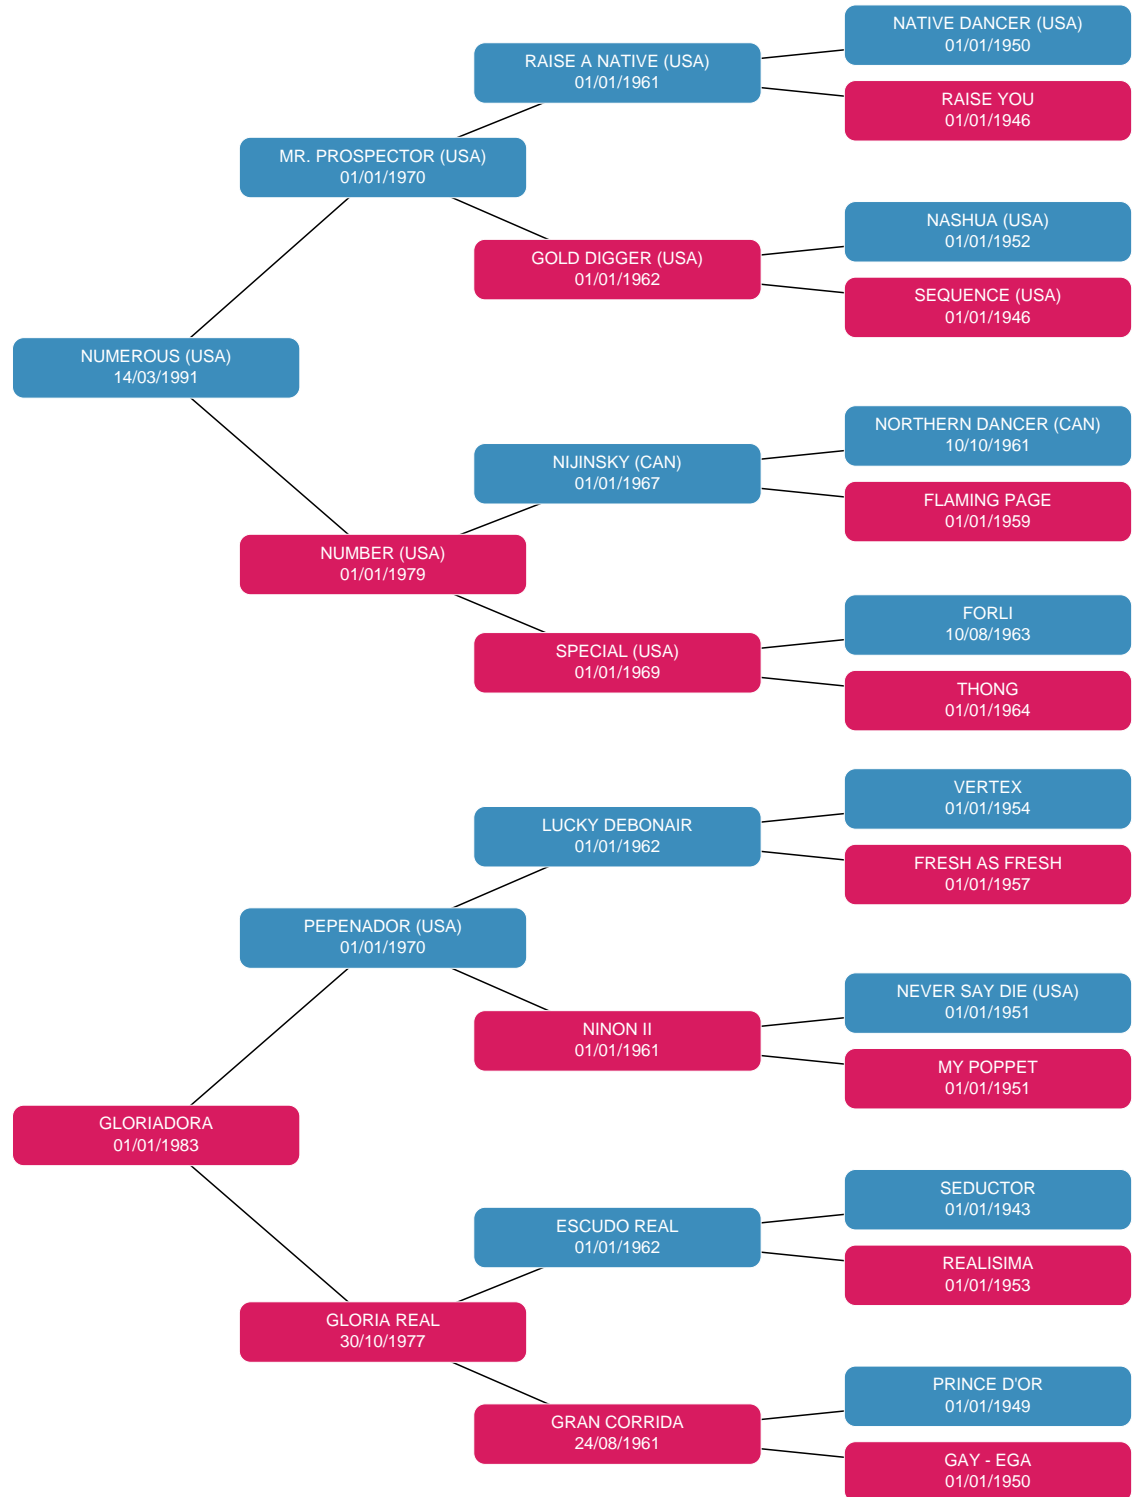 NATIVE DANCER (USA)
01/01/1950
RAISE A NATIVE (USA)
01/01/1961
RAISE YOU
01/01/1946
MR. PROSPECTOR (USA)
01/01/1970
NASHUA (USA)
01/01/1952
GOLD DIGGER (USA)
01/01/1962
SEQUENCE (USA)
01/01/1946
NUMEROUS (USA)
14/03/1991
NORTHERN DANCER (CAN)
10/10/1961
NIJINSKY (CAN)
01/01/1967
FLAMING PAGE
01/01/1959
NUMBER (USA)
01/01/1979
FORLI
10/08/1963
SPECIAL (USA)
01/01/1969
THONG
01/01/1964
VERTEX
01/01/1954
LUCKY DEBONAIR
01/01/1962
FRESH AS FRESH
01/01/1957
PEPENADOR (USA)
01/01/1970
NEVER SAY DIE (USA)
01/01/1951
NINON II
01/01/1961
MY POPPET
01/01/1951
GLORIADORA
01/01/1983
SEDUCTOR
01/01/1943
ESCUDO REAL
01/01/1962
REALISIMA
01/01/1953
GLORIA REAL
30/10/1977
PRINCE D'OR
01/01/1949
GRAN CORRIDA
24/08/1961
GAY - EGA
01/01/1950